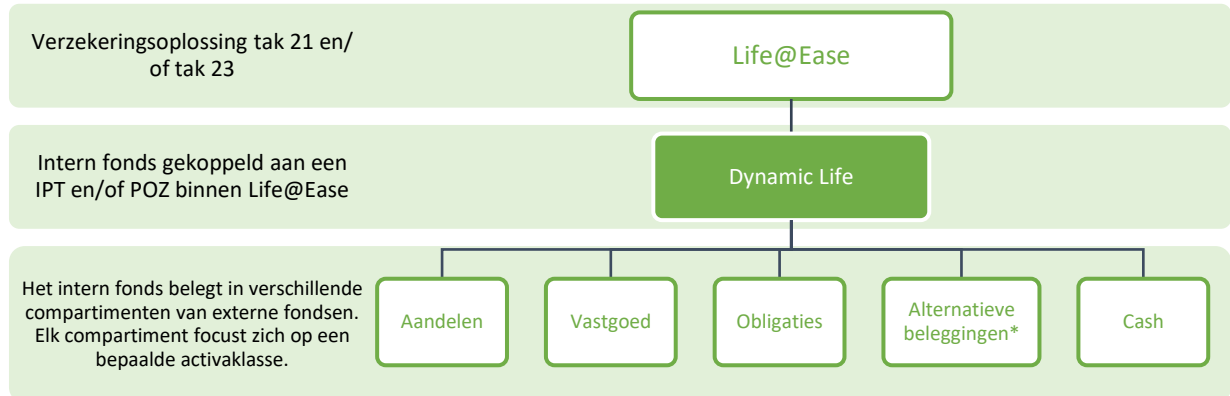 Verzekeringsoplossing tak 21 en/
of tak 23
Life@Ease
Intern fonds gekoppeld aan een
IPT en/of POZ binnen Life@Ease
Dynamic Life
Het intern fonds belegt in verschillende
compartimenten van externe fondsen.
Elk compartiment focust zich op een
bepaalde activaklasse.
Aandelen
Vastgoed
Obligaties
Alternatieve
beleggingen*
Cash